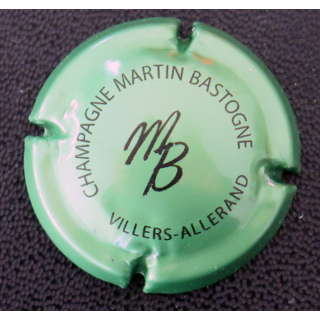 CHAMPAGNE MARTIN BASTOGNE
MB
VILLERS-ALLERAND